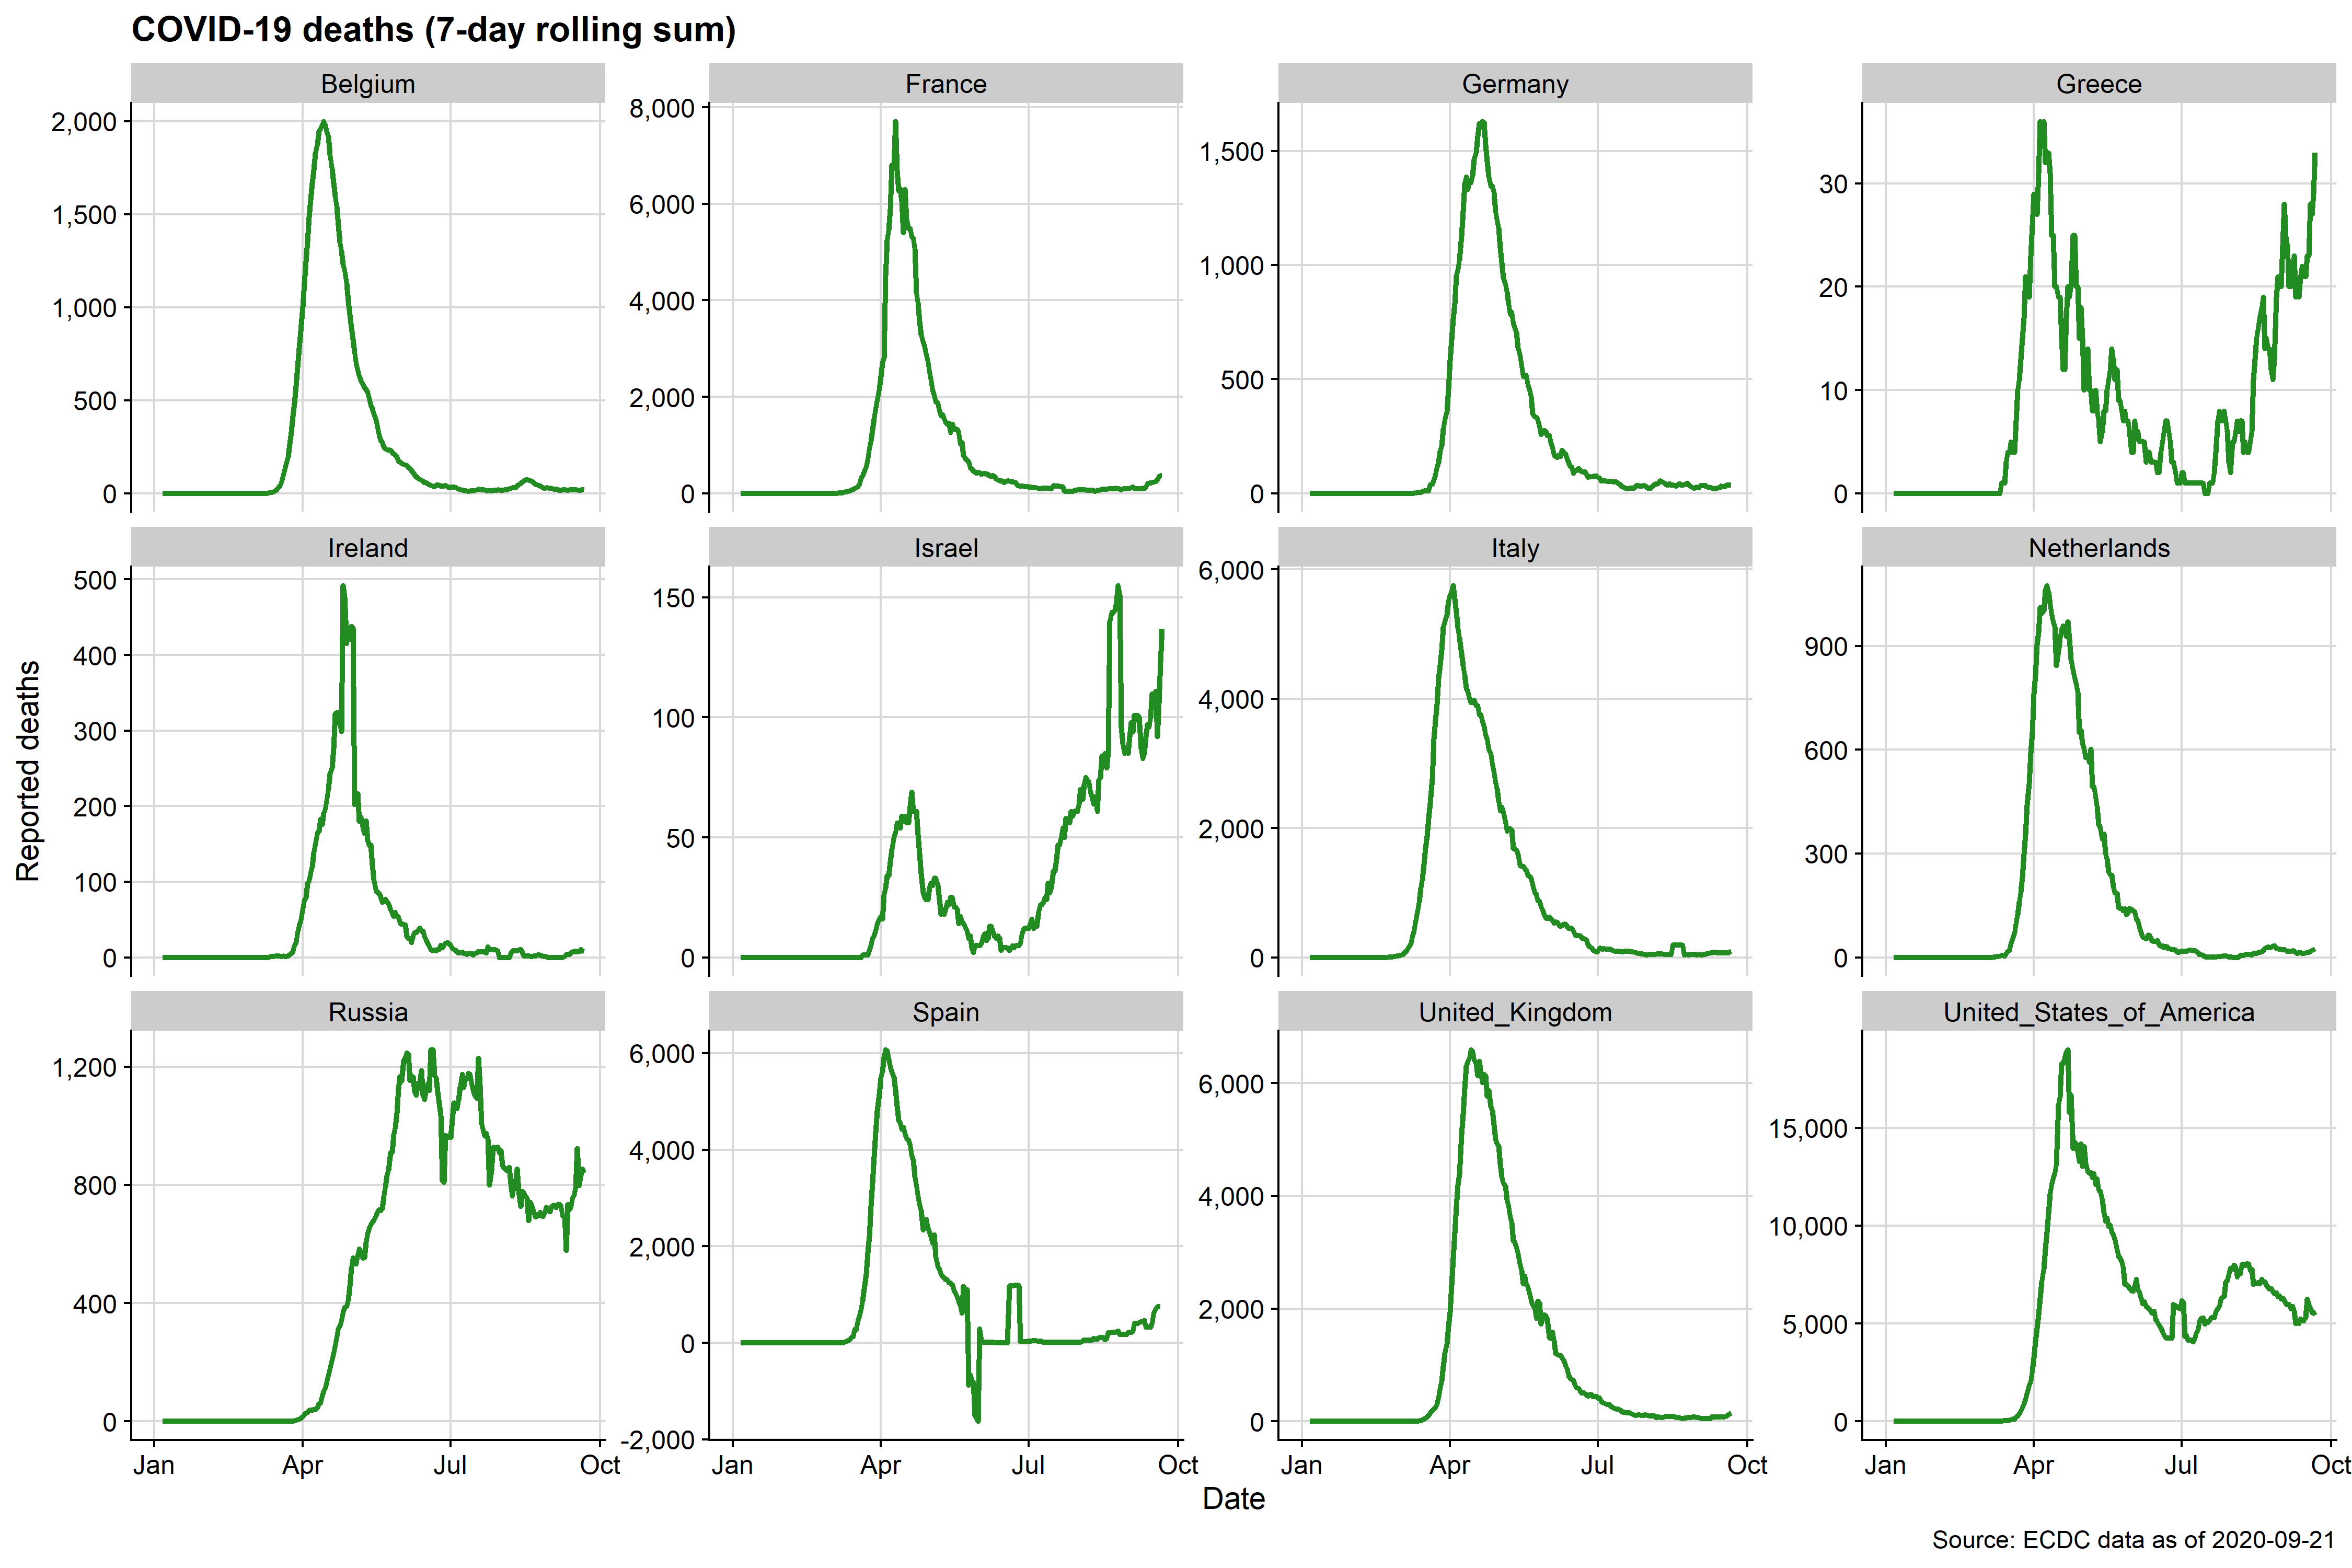 COVID-19 deaths (7-day rolling sum)
Belgium
France
Germany
Greece
2,000
1,500
1,000
500
0
8,000
6,000
4,000
2,000
0
1,500
1,000
500
0
30
20
10
0
Ireland
Israel
Italy
Netherlands
500
400
300
200
100
0
150
100
50
0
6,000
4,000
2,000
0
900
600
300
0
Reported deaths
Russia
Spain
United_Kingdom
United_States_of_America
1,200
800
400
0
6,000
4,000
2,000
0
-2,000
6,000
4,000
2,000
0
15,000
10,000
5,000
0
Jan Apr Jul Oct
Jan Apr Jul Oct
Jan Apr Jul Oct
Jan Apr Jul Oct
Date
Source: ECDC data as of 2020-09-21